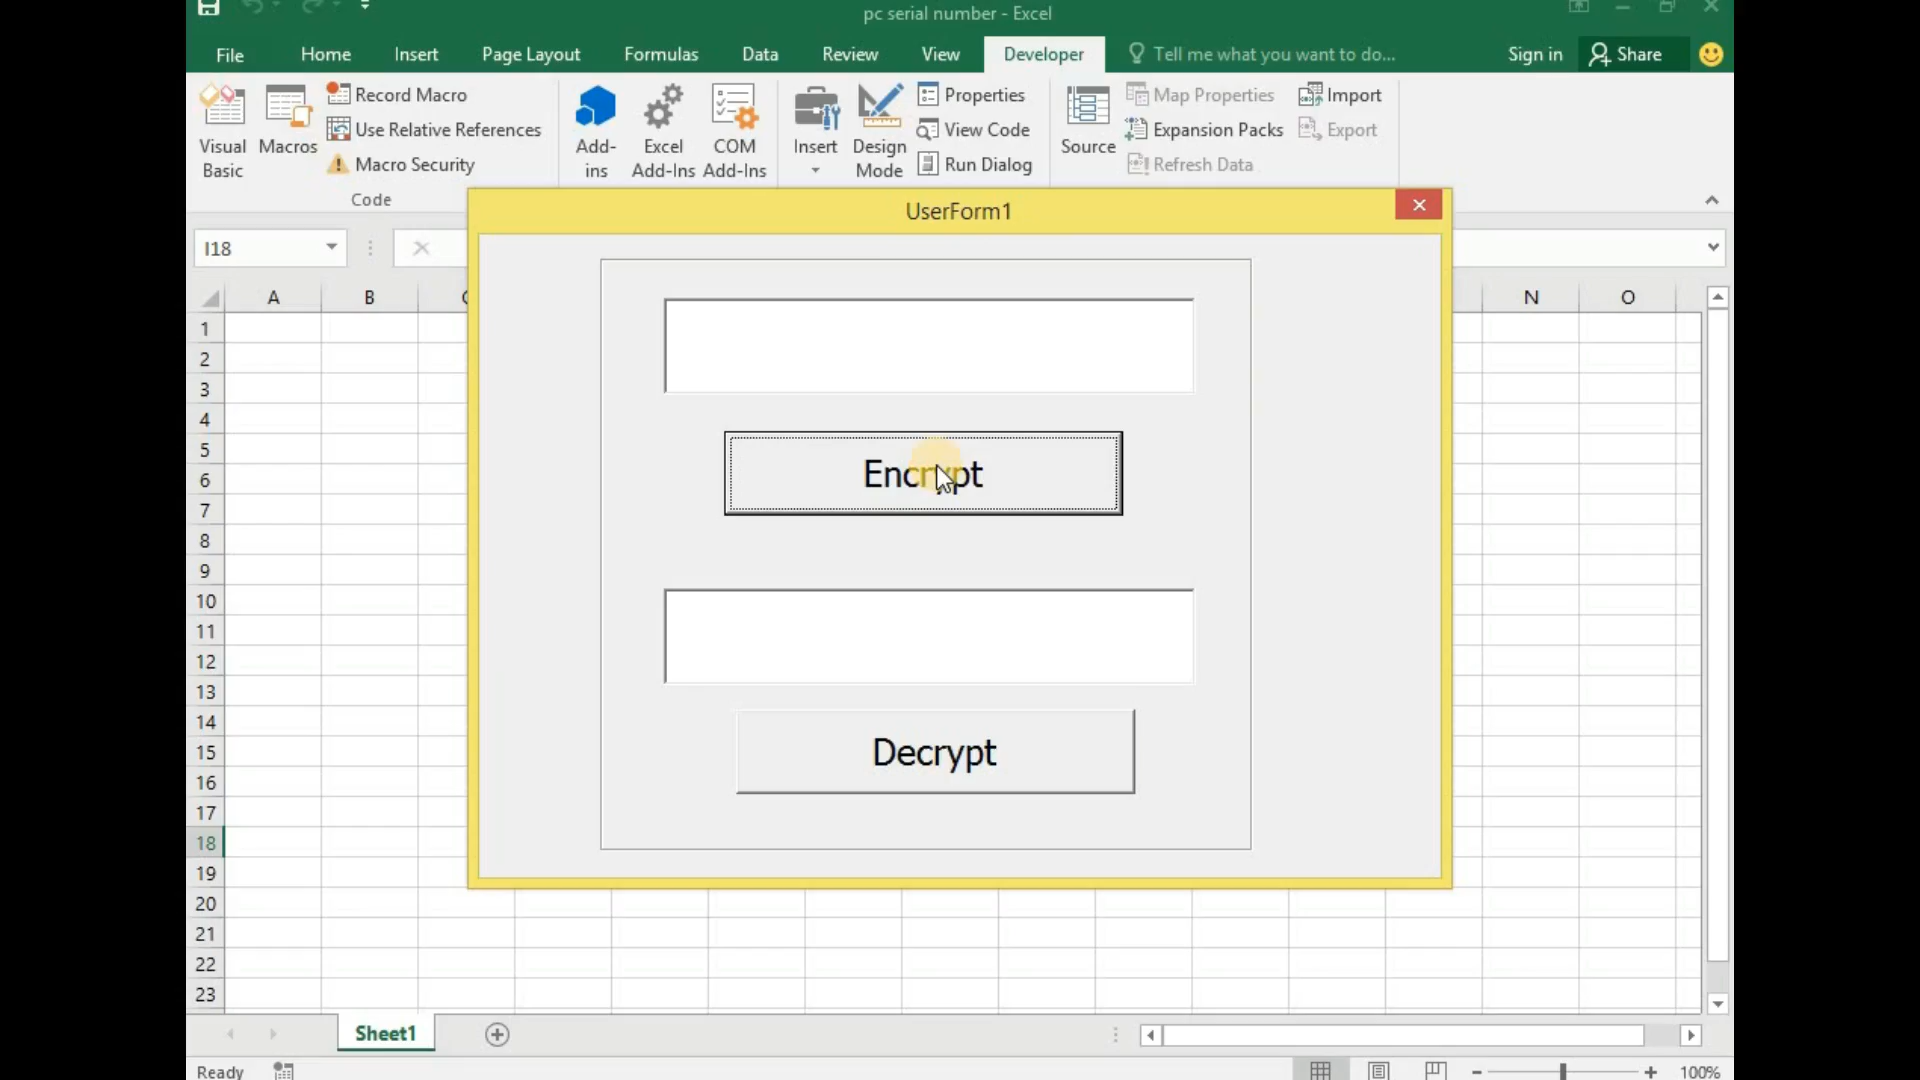 pc serial number - Excel
File Home Insert Page Layout Formulas Data Review View Developer Tell me what you want to do... Sign in Share
Visual Basic
Macros
Record Macro
Use Relative References
Macro Security
Code
Add-ins
Excel Add-Ins
COM Add-Ins
Insert
Design Mode
Properties
View Code
Run Dialog
Source
Map Properties
Expansion Packs
Refresh Data
Import
Export
UserForm1
I18
A B N O
1
2
3
4
5
6
7
8
9
10
11
12
13
14
15
16
17
18
19
20
21
22
23
Encrypt
Decrypt
Sheet1
Ready
100%